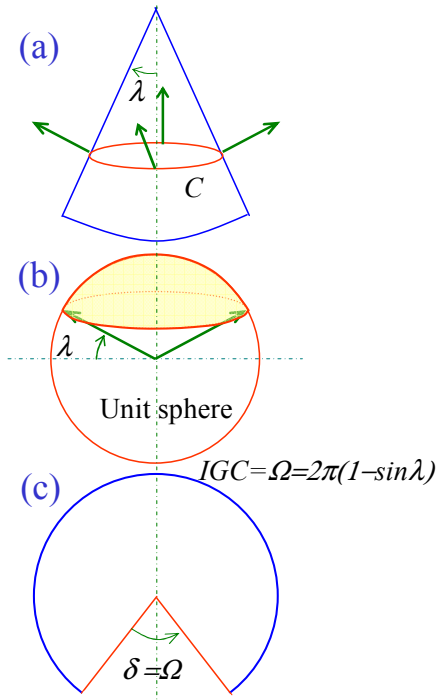 (a)
λ
C
(b)
λ
Unit sphere
IGC=Ω=2π(1−sinλ)
(c)
δ=Ω